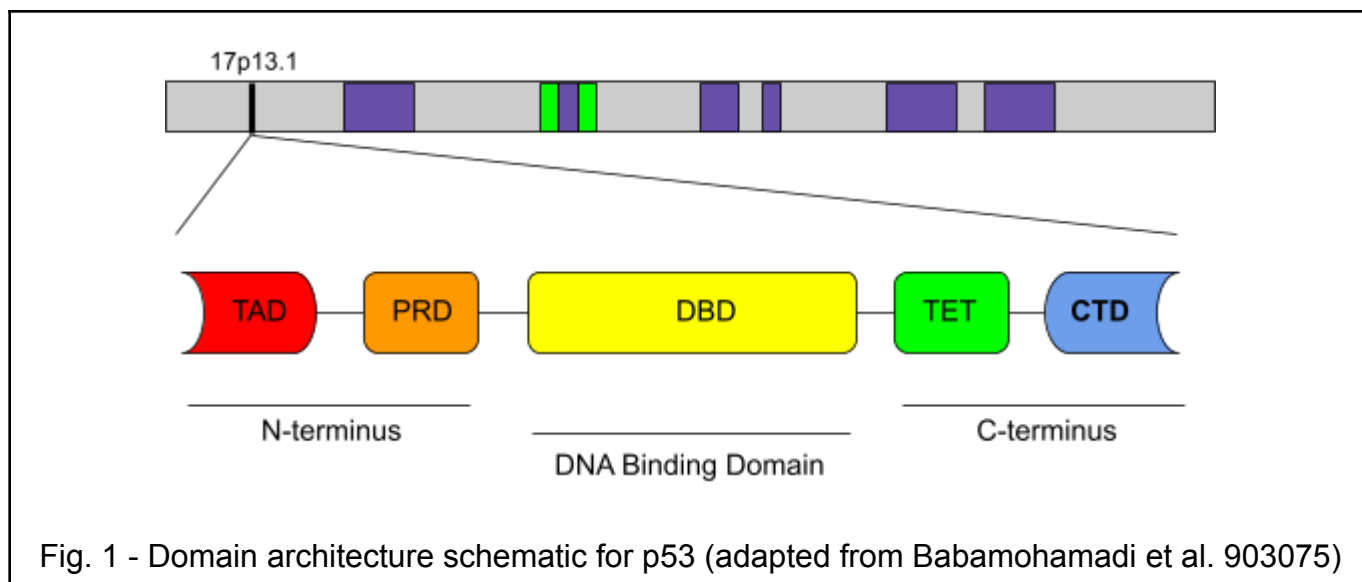 17p13.1
TAD PRD DBD TET CTD
N-terminus C-terminus
DNA Binding Domain
Fig. 1 - Domain architecture schematic for p53 (adapted from Babamohamadi et al. 903075)